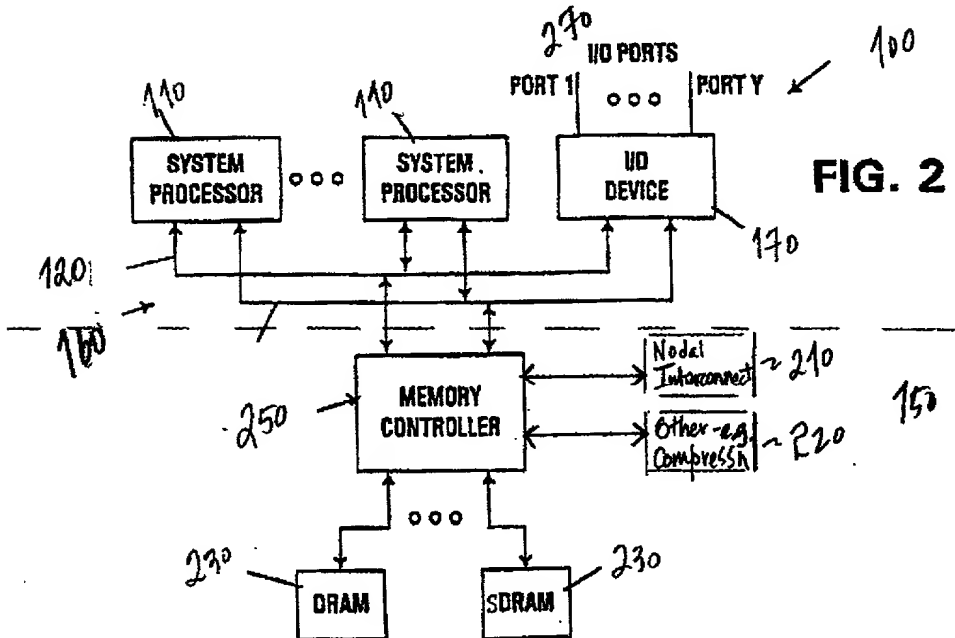 270
I/O PORTS
100
PORT 1
PORT Y
110
110
SYSTEM PROCESSOR
SYSTEM. PROCESSOR
I/O DEVICE
FIG. 2
170
120
160
250
MEMORY CONTROLLER
Nodal Interconnect
~ 210
150
Other-e.g. Compressn
~ 220
230
DRAM
SDRAM
230